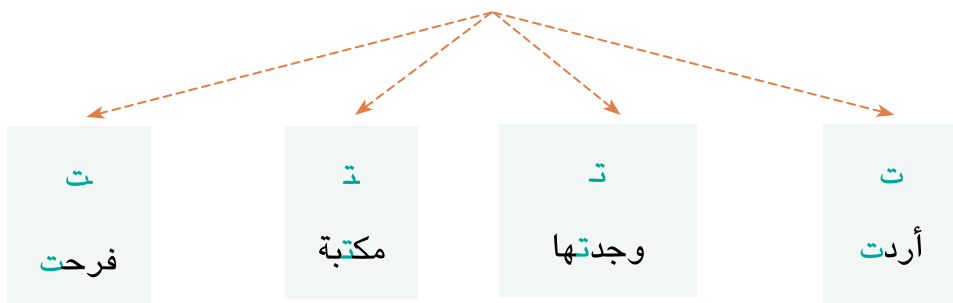 ت
تـ
ـتـ
ـت
أردت
وجدتها
مكتبة
فرحت